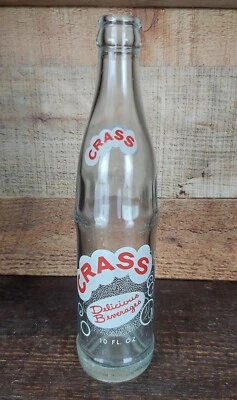 CRASS
CRASS
Delicious
Beverages
10 FL. OZ